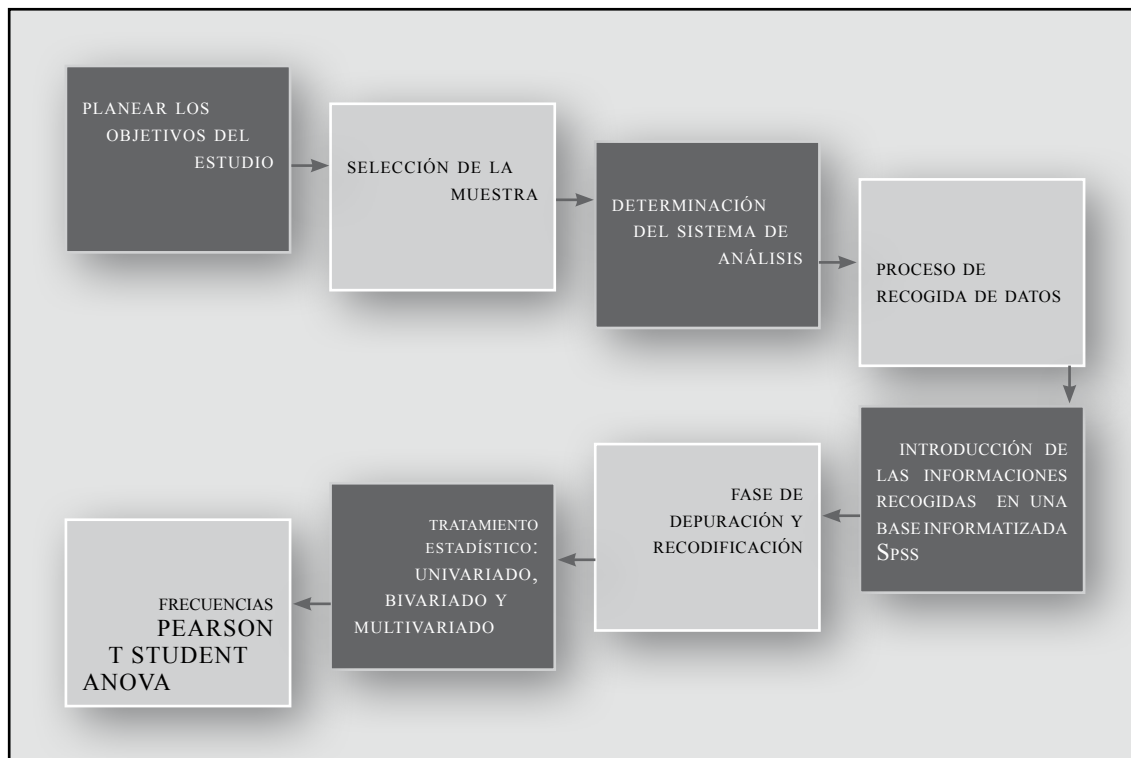 PLANEAR LOS
OBJETIVOS DEL
ESTUDIO
SELECCIÓN DE LA
MUESTRA
DETERMINACIÓN
DEL SISTEMA DE
ANÁLISIS
PROCESO DE
RECOGIDA DE DATOS
INTRODUCCIÓN DE
LAS INFORMACIONES
RECOGIDAS EN UNA
BASE INFORMATIZADA
SPSS
FASE DE
DEPURACIÓN Y
RECODIFICACIÓN
TRATAMIENTO
ESTADÍSTICO:
UNIVARIADO,
BIVARIADO Y
MULTIVARIADO
FRECUENCIAS
PEARSON
T STUDENT
ANOVA